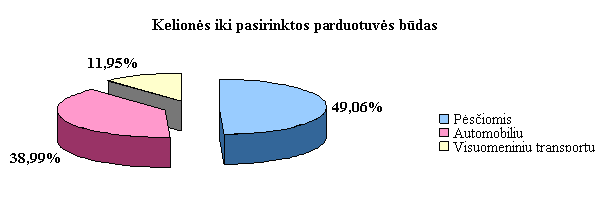 Kelionės iki pasirinktos parduotuvės būdas
11,95%
49,06%
38,99%
Pėsčiomis
Automobiliu
Visuomeniniu transportu